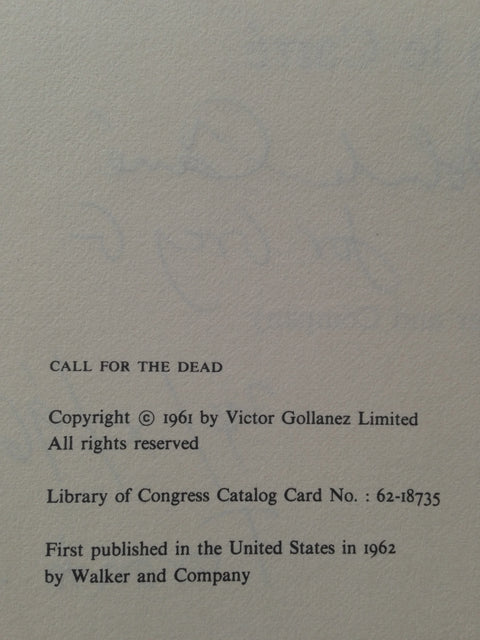 CALL FOR THE DEAD
Copyright © 1961 by Victor Gollanez Limited
All rights reserved
Library of Congress Catalog Card No. : 62-18735
First published in the United States in 1962
by Walker and Company